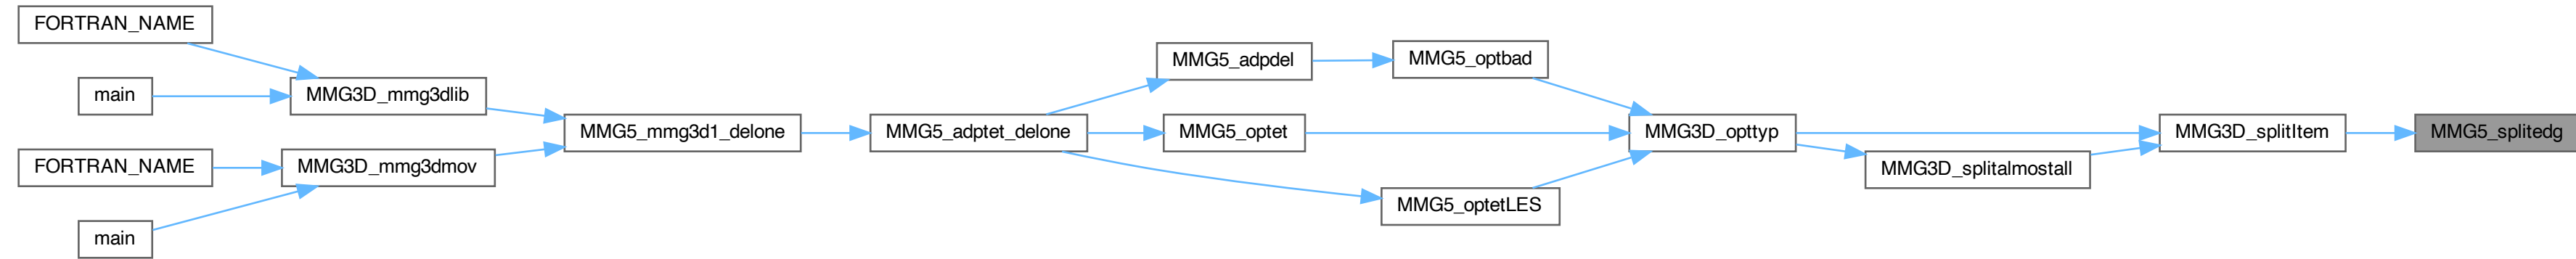 FORTRAN_NAME
main
MMG3D_mmg3dlib
FORTRAN_NAME
main
MMG3D_mmg3dmov
MMG5_mmg3d1_delone
MMG5_adptet_delone
MMG5_adpdel
MMG5_optet
MMG5_optbad
MMG5_optetLES
MMG3D_opttyp
MMG3D_splitalmostall
MMG3D_splitItem
MMG5_splitedg